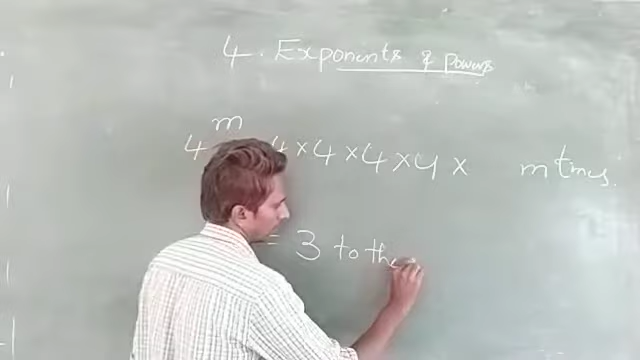 4. Exponents & Powers
4 m 4 × 4 × 4 × 4 × m times.
= 3 to the